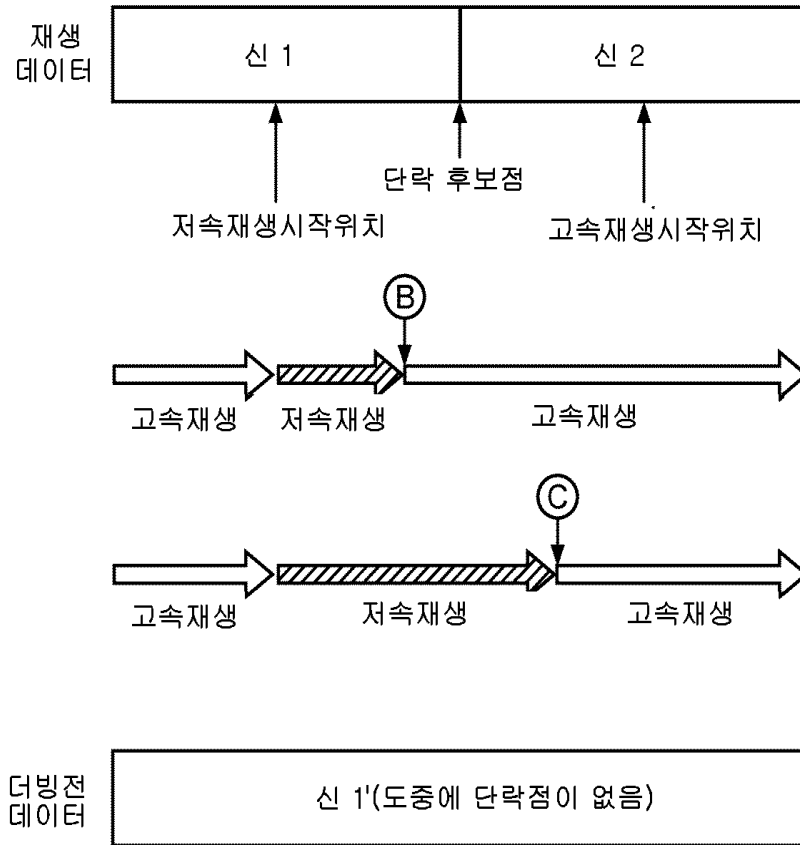 재생
데이터
신 1
신 2
단락 후보점
저속재생시작위치
고속재생시작위치
B
고속재생
저속재생
고속재생
C
고속재생
저속재생
고속재생
더빙전
데이터
신 1'(도중에 단락점이 없음)